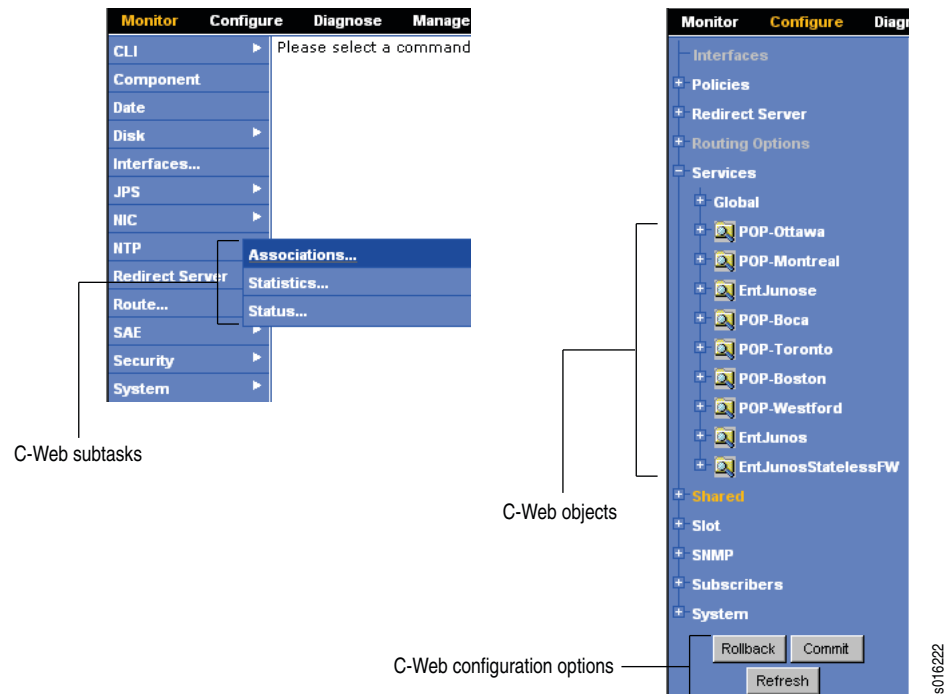 Monitor Configure Diagnose Manage
CLI
Please select a command
Component
Date
Disk
Interfaces...
JPS
NIC
NTP
Redirect Server
Route...
SAE
Security
System
Associations...
Statistics...
Status...
C-Web subtasks
Monitor Configure
Interfaces
Policies
Redirect Server
Routing Options
Services
Global
POP-Ottawa
POP-Montreal
EntJunose
POP-Boca
POP-Toronto
POP-Boston
POP-Westford
EntJunos
EntJunosStatelessFW
Shared
Slot
SNMP
Subscribers
System
C-Web objects
Rollback Commit
Refresh
C-Web configuration options
s016222